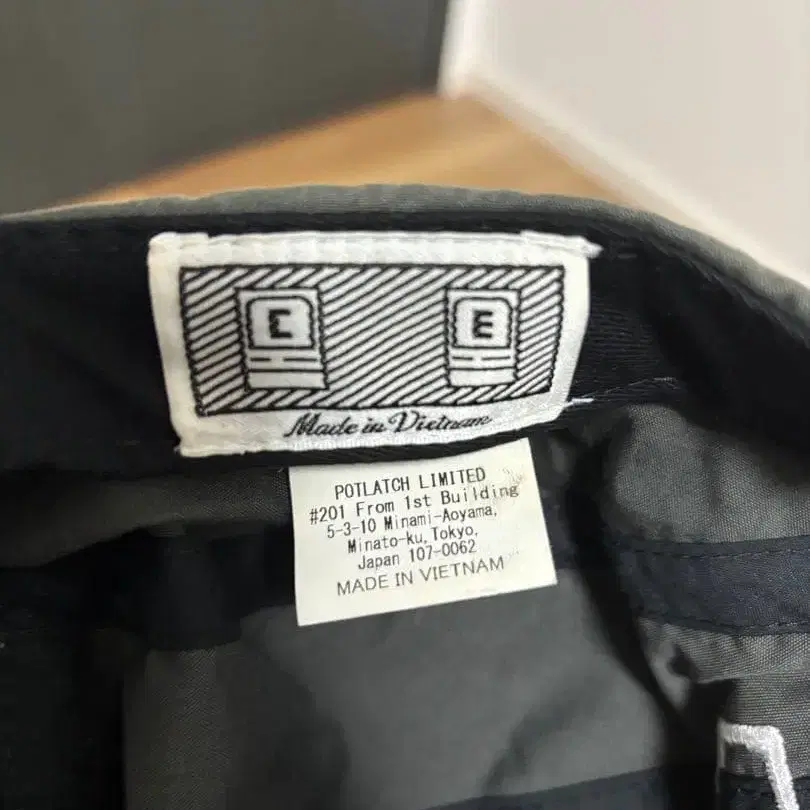 C E
Made in Vietnam
POTLATCH LIMITED
#201 From 1st Building
5-3-10 Minami-Aoyama,
Minato-ku,Tokyo,
Japan 107-0062
MADE IN VIETNAM